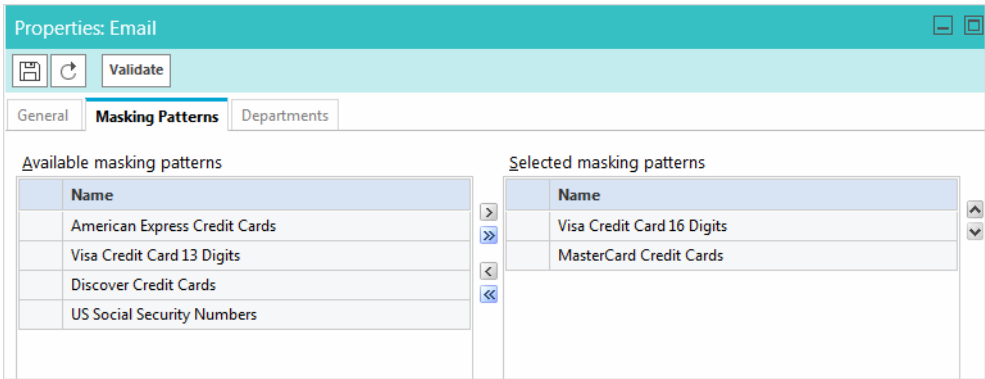 Properties: Email
Validate
General Masking Patterns Departments
Available masking patterns
Name
American Express Credit Cards
Visa Credit Card 13 Digits
Discover Credit Cards
US Social Security Numbers
Selected masking patterns
Name
Visa Credit Card 16 Digits
MasterCard Credit Cards